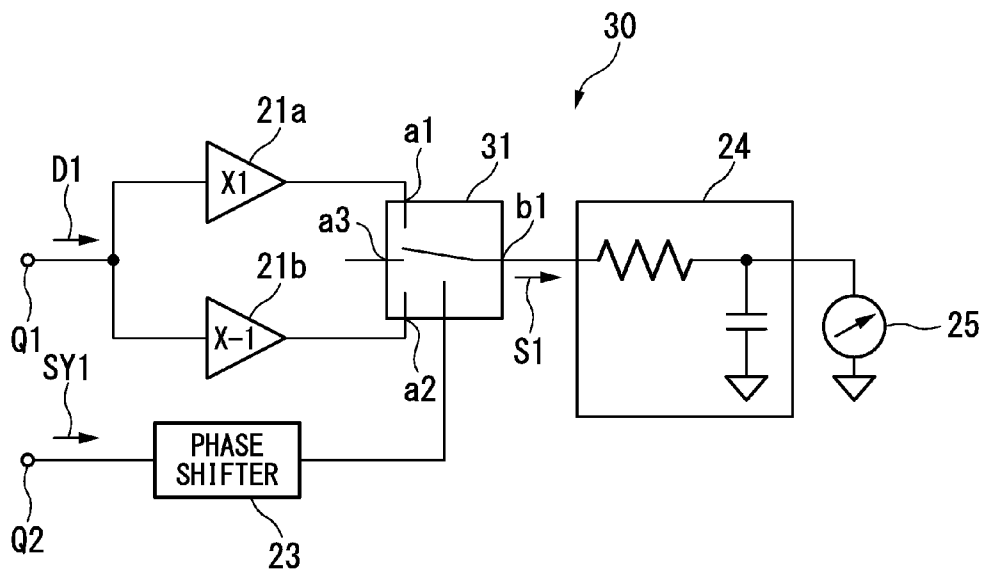 30
21a
a1
D1
X1
31
24
a3
b1
21b
Q1
X-1
S1
25
SY1
a2
PHASE
SHIFTER
Q2
23